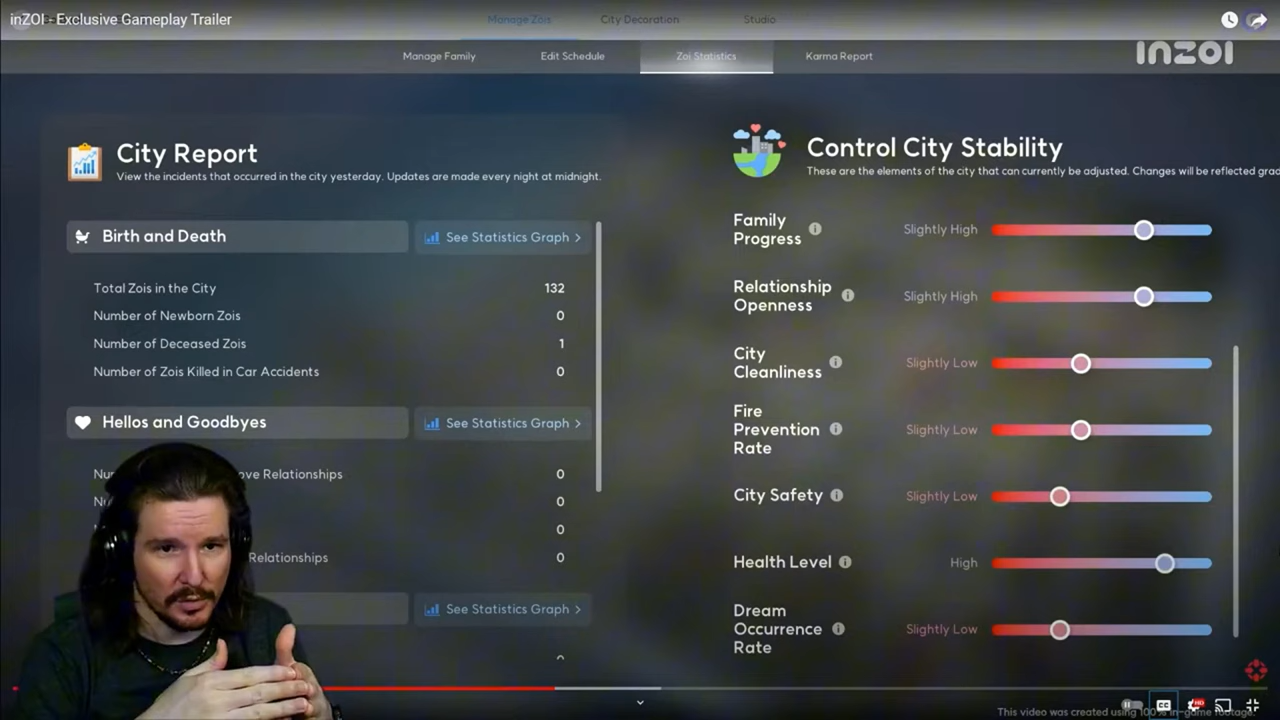 inZOI - Exclusive Gameplay Trailer
Manage Zois
City Decoration
Studio
Manage Family
Edit Schedule
Zoi Statistics
Karma Report
inZOI
City Report
View the incidents that occurred in the city yesterday. Updates are made every night at midnight.
Birth and Death
See Statistics Graph >
Total Zois in the City 132
Number of Newborn Zois 0
Number of Deceased Zois 1
Number of Zois Killed in Car Accidents 0
Hellos and Goodbyes
See Statistics Graph >
Relationships 0
0
0
Relationships 0
See Statistics Graph >
Control City Stability
These are the elements of the city that can currently be adjusted. Changes will be reflected
Family
Progress
Slightly High
Relationship
Openness
Slightly High
City
Cleanliness
Slightly Low
Fire
Prevention
Rate
Slightly Low
City Safety
Slightly Low
Health Level
High
Dream
Occurrence
Rate
Slightly Low
CC
HD
This video was created using 100% in-game footage.